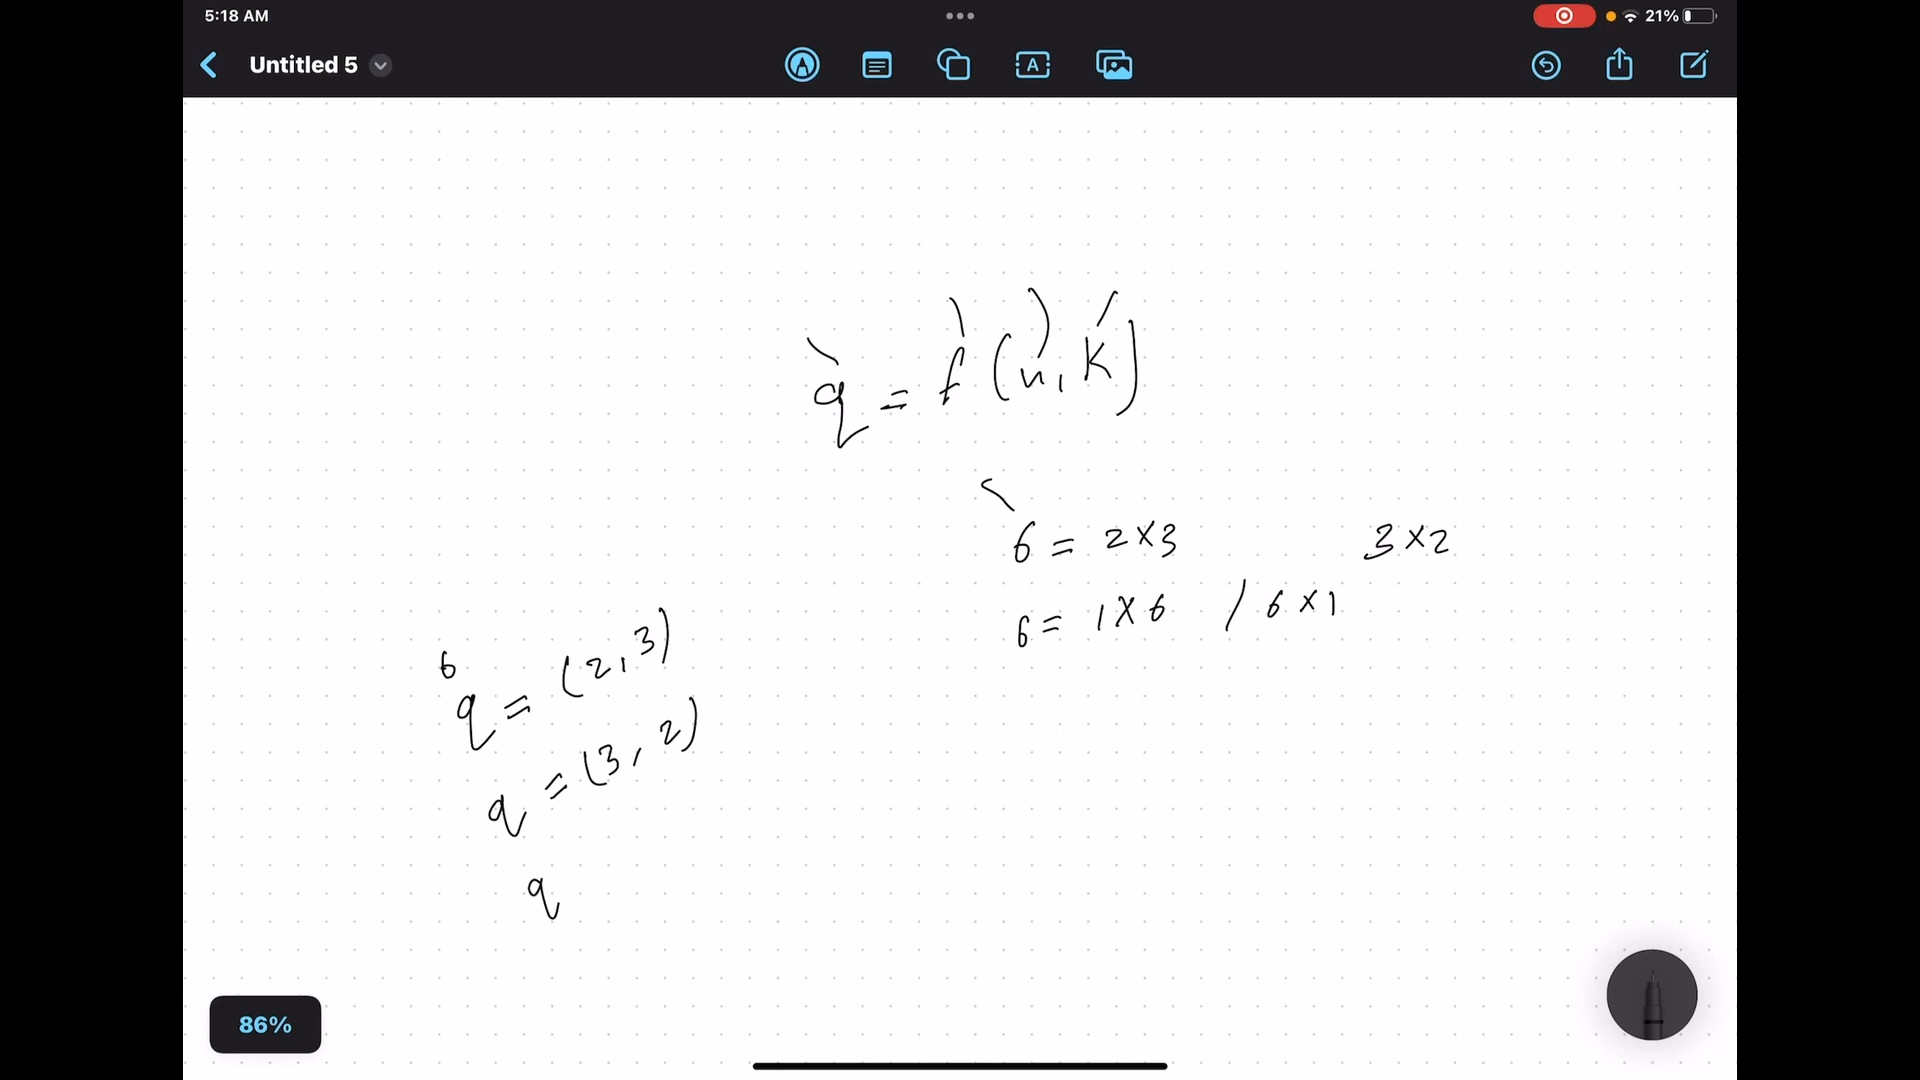 5:18 AM
21%
Untitled 5
A
q = f(n, K)
6 = 2×3 3×2
6 = 1×6 / 6×1
6
q = (2, 3)
q = (3, 2)
q
86%